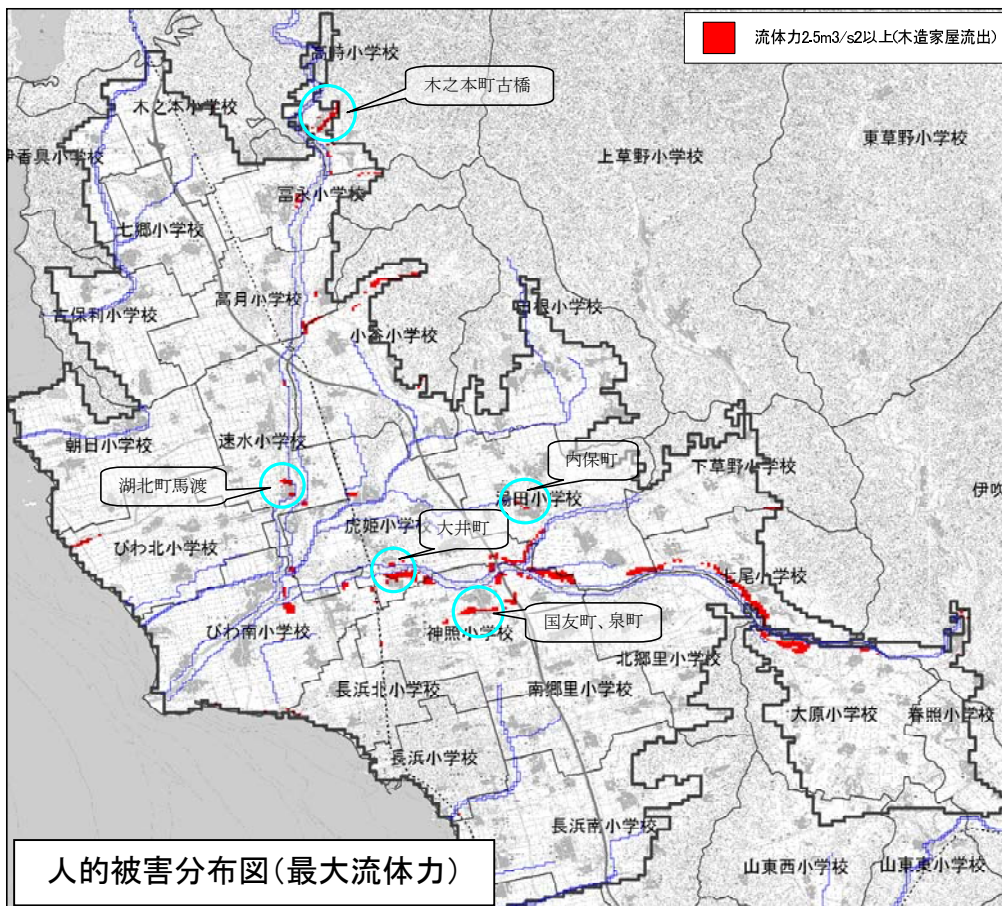 流体力2.5m3/s2以上(木造家屋流出)
高時小学校
木之本町古橋
木之本小学校
東草野小学校
上草野小学校
伊香具小学校
冨永小学校
七郷小学校
高月小学校
古保利小学校
田根小学校
小谷小学校
朝日小学校
速水小学校
内保町
下草野小学校
湖北町馬渡
湯田小学校
伊吹
虎姫小学校
大井町
びわ北小学校
七尾小学校
国友町、泉町
びわ南小学校
神照小学校
北郷里小学校
長浜北小学校
南郷里小学校
大原小学校
春照小学校
長浜小学校
長浜南小学校
山東西小学校
山東東小学校
人的被害分布図(最大流体力)